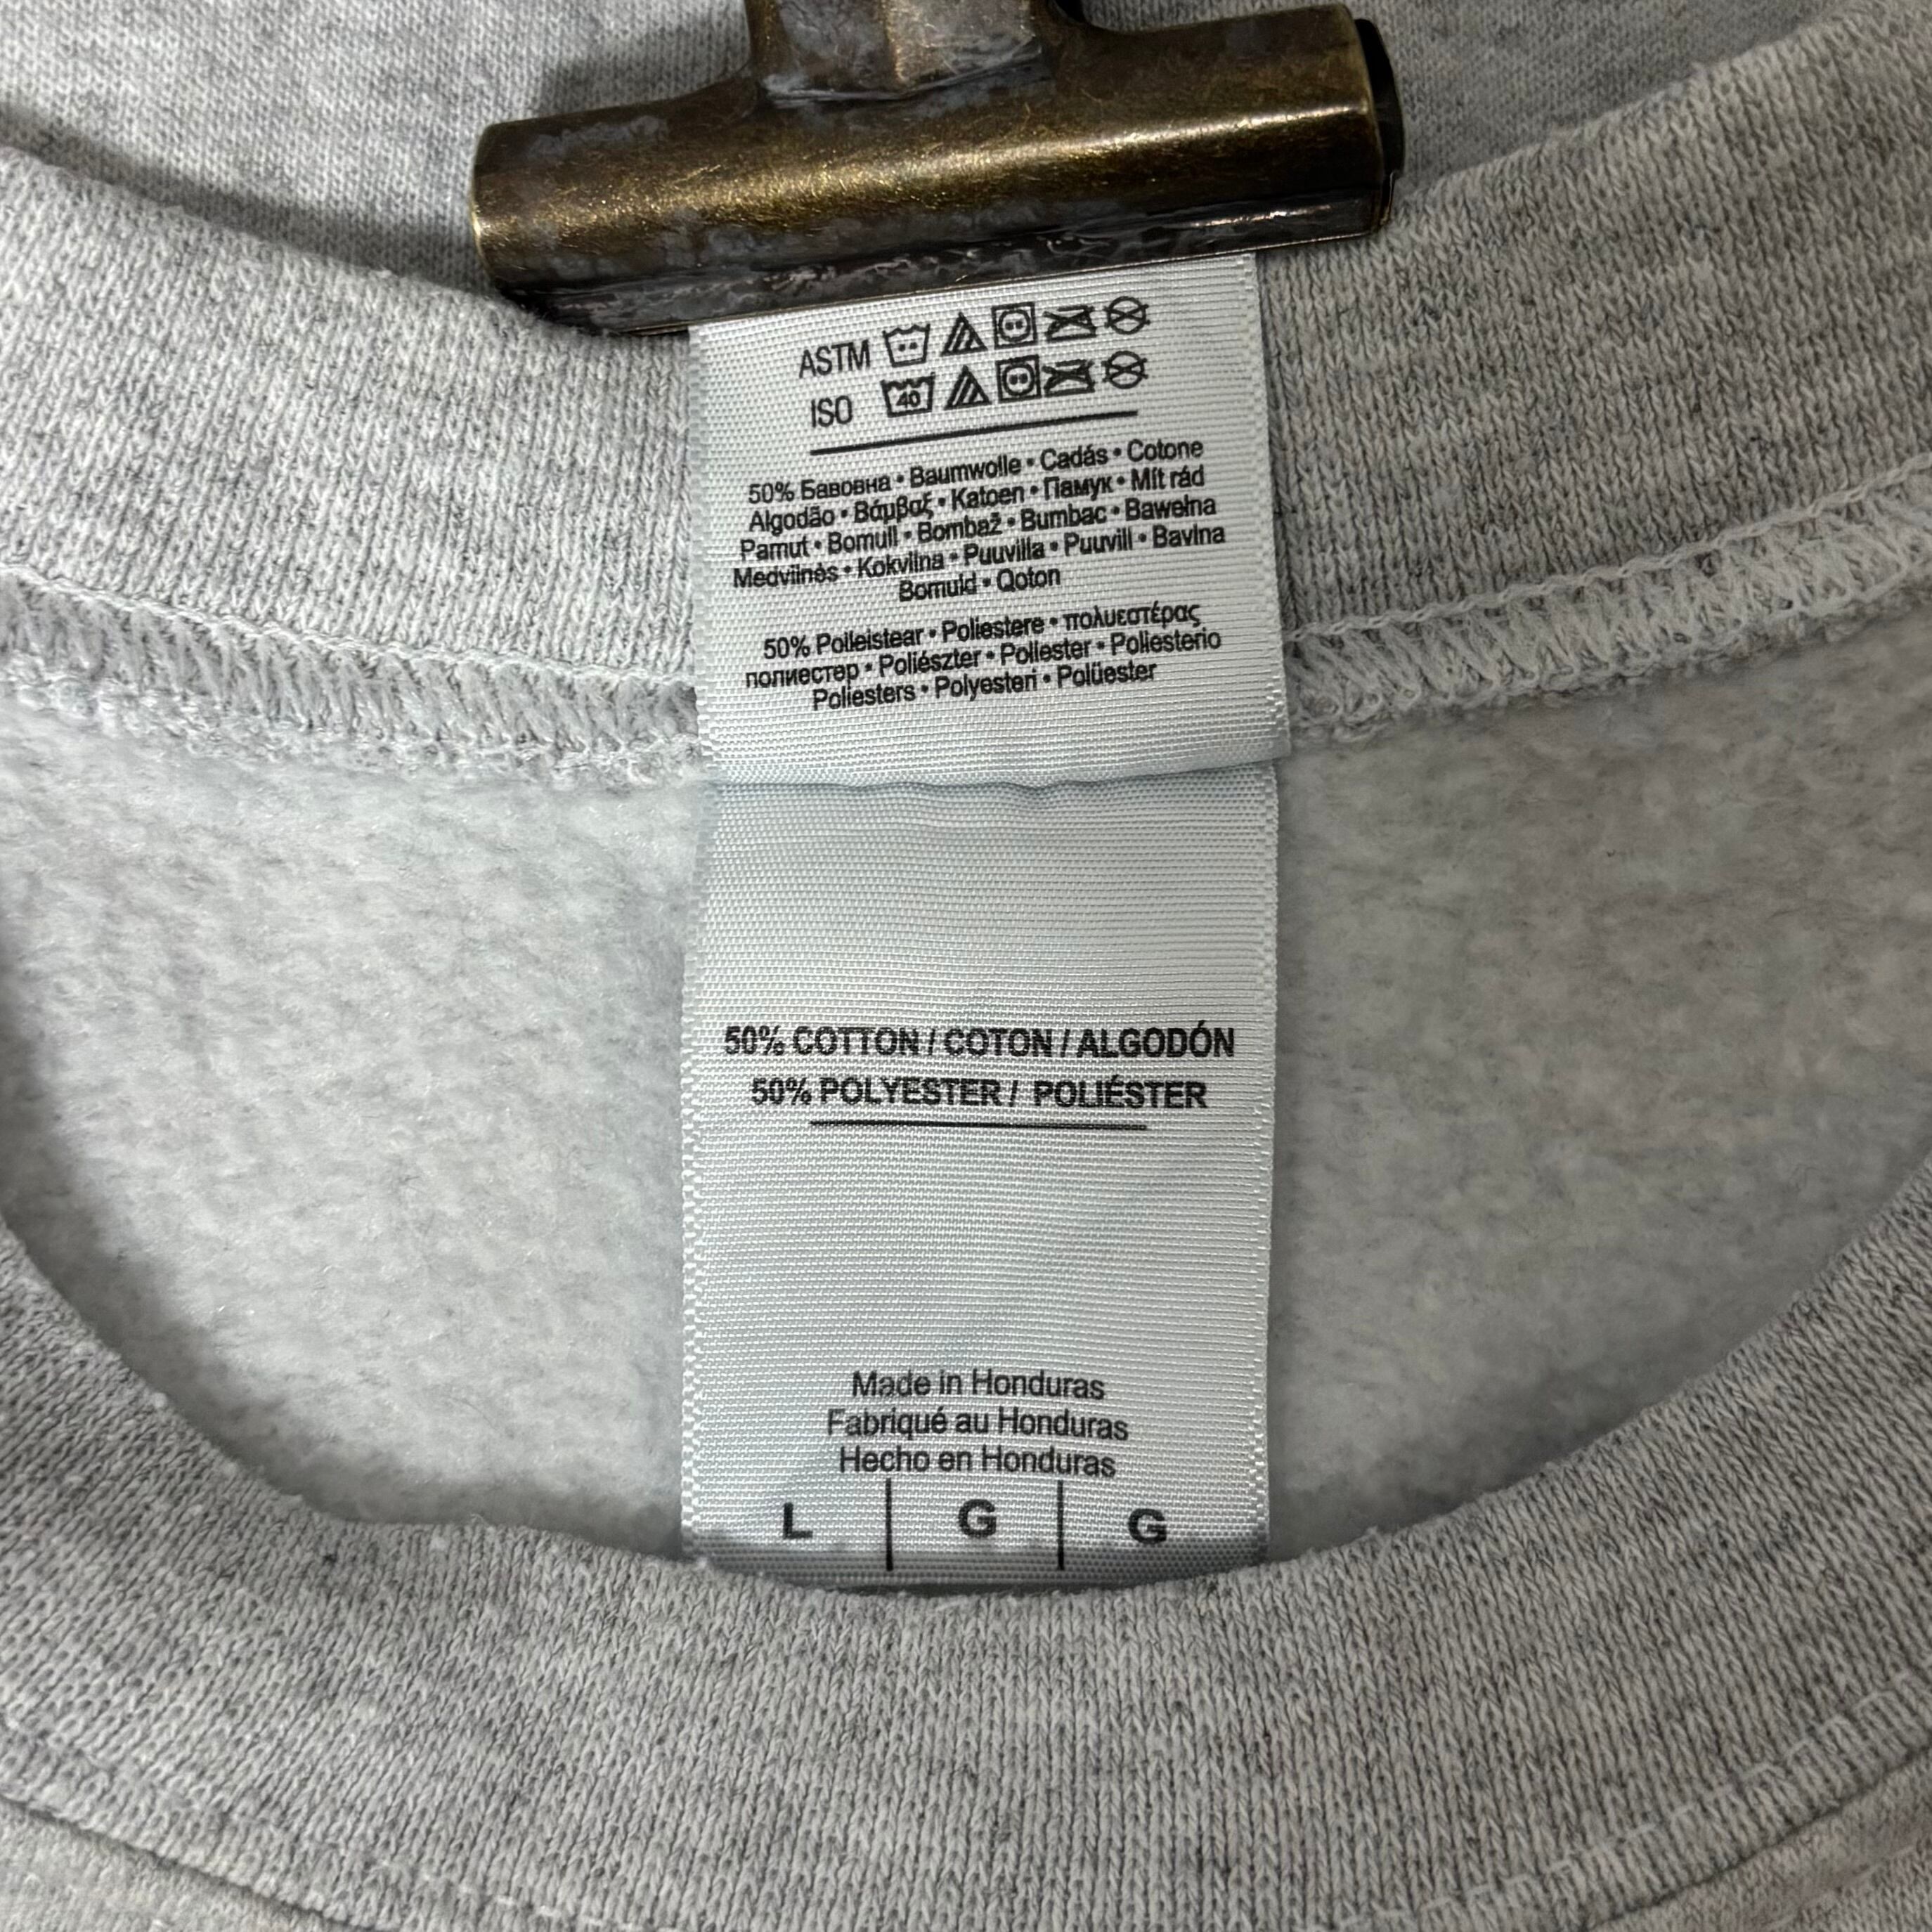 ASTM
ISO 40
50% Бавовна • Baumwolle • Cadás • Cotone
Algodão • Βάμβαξ • Katoen • Памук • Mít rád
Pamut • Bomull • Bombaž • Bumbac • Bawełna
Medvilnės • Kokvilna • Puuvilla • Puuvill • Bavlna
Bomuld • Qoton
50% Poileistear • Poliestere • πολυεστέρας
полиестер • Poliészter • Poliester • Poliesterio
Poliesters • Polyesteri • Polüester
50% COTTON / COTON / ALGODÓN
50% POLYESTER / POLIÉSTER
Made in Honduras
Fabriqué au Honduras
Hecho en Honduras
L | G | G